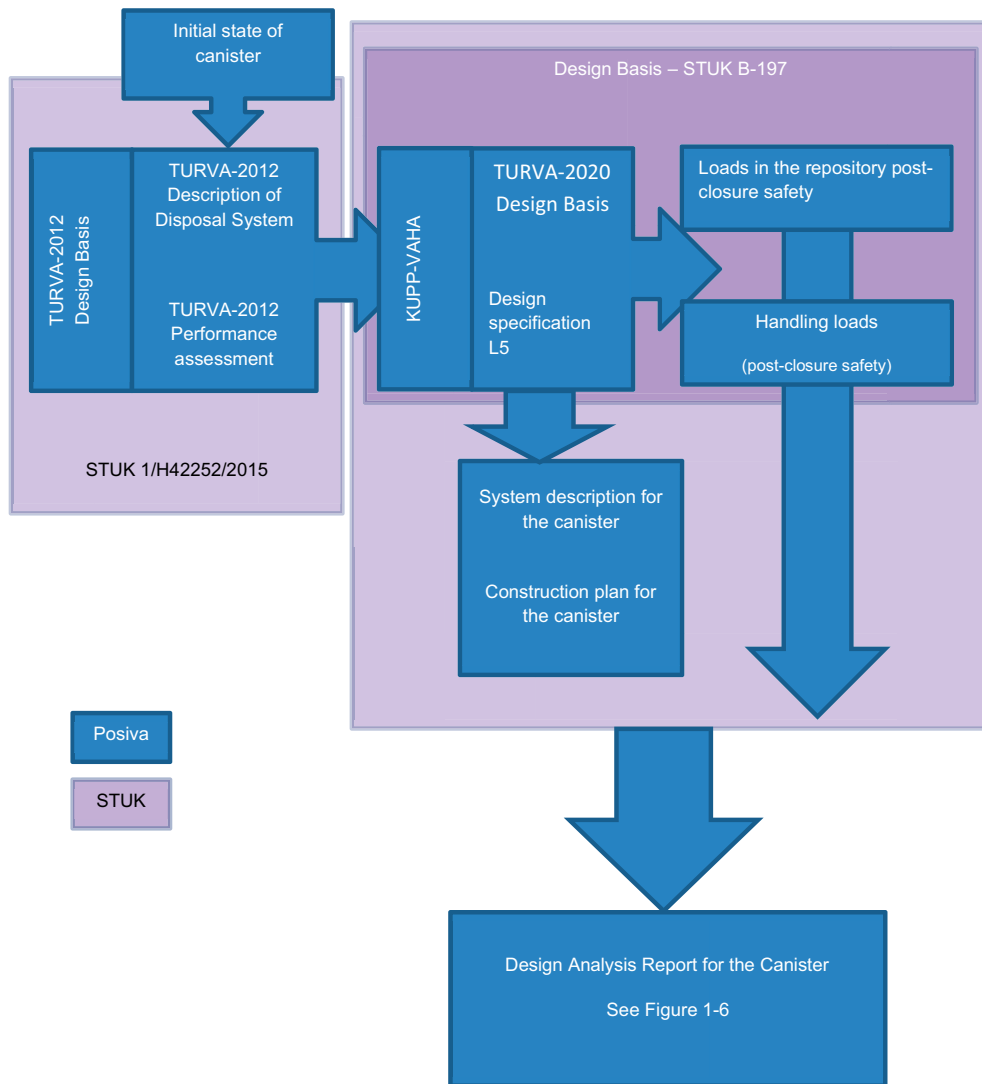 Initial state of
canister
Design Basis – STUK B-197
TURVA-2012
Design Basis
TURVA-2012
Description of
Disposal System
TURVA-2012
Performance
assessment
STUK 1/H42252/2015
KUPP-VAHA
TURVA-2020
Design Basis
Design
specification
L5
Loads in the repository post-
closure safety
Handling loads
(post-closure safety)
System description for
the canister
Construction plan for
the canister
Posiva
STUK
Design Analysis Report for the Canister
See Figure 1-6